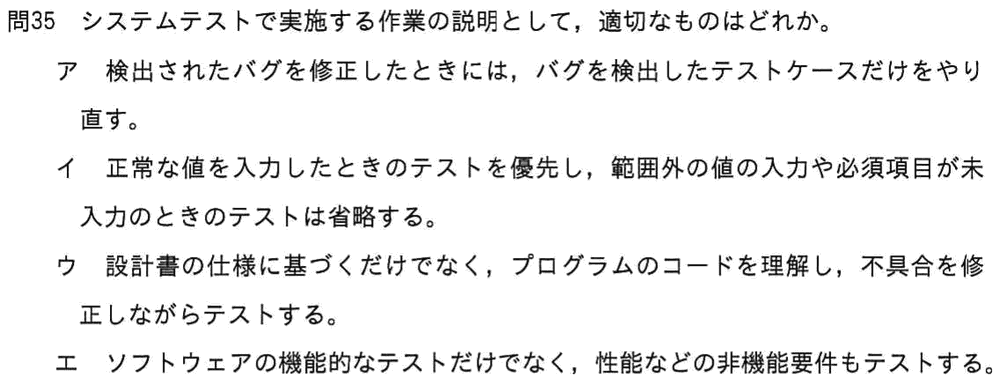 問35 システムテストで実施する作業の説明として，適切なものはどれか。
ア 検出されたバグを修正したときには，バグを検出したテストケースだけをやり
直す。
イ 正常な値を入力したときのテストを優先し，範囲外の値の入力や必須項目が未
入力のときのテストは省略する。
ウ 設計書の仕様に基づくだけでなく，プログラムのコードを理解し，不具合を修
正しながらテストする。
エ ソフトウェアの機能的なテストだけでなく，性能などの非機能要件もテストする。